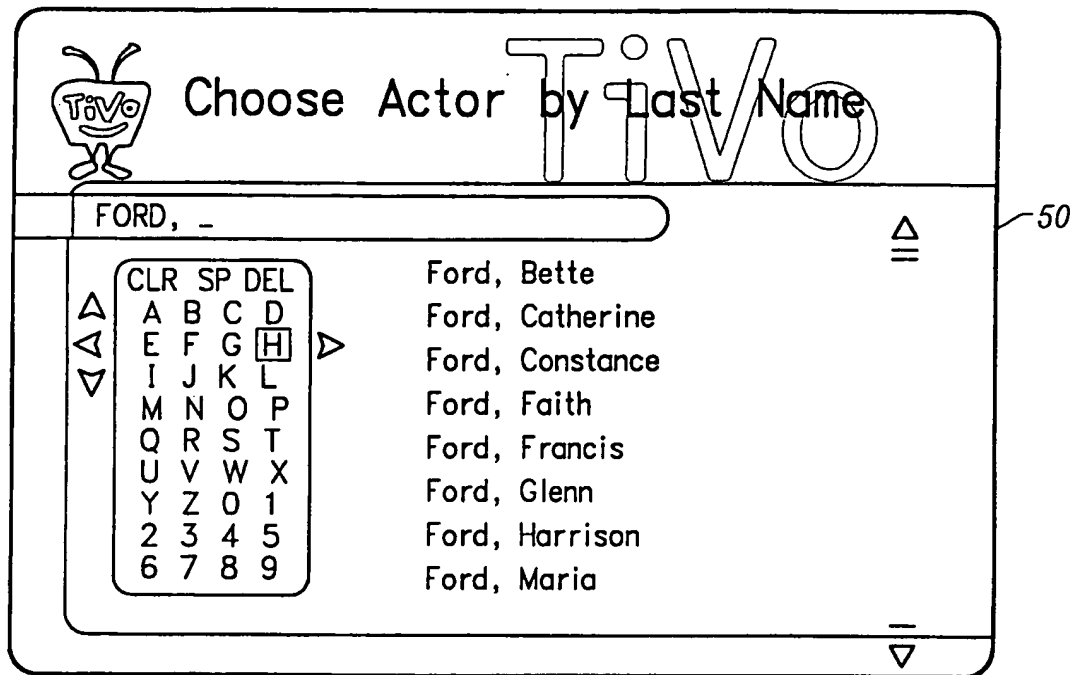 TiVo
TiVo
Choose Actor by Last Name
FORD, _
50
CLR SP DEL
A B C D
E F G H
I J K L
M N O P
Q R S T
U V W X
Y Z 0 1
2 3 4 5
6 7 8 9
Ford, Bette
Ford, Catherine
Ford, Constance
Ford, Faith
Ford, Francis
Ford, Glenn
Ford, Harrison
Ford, Maria